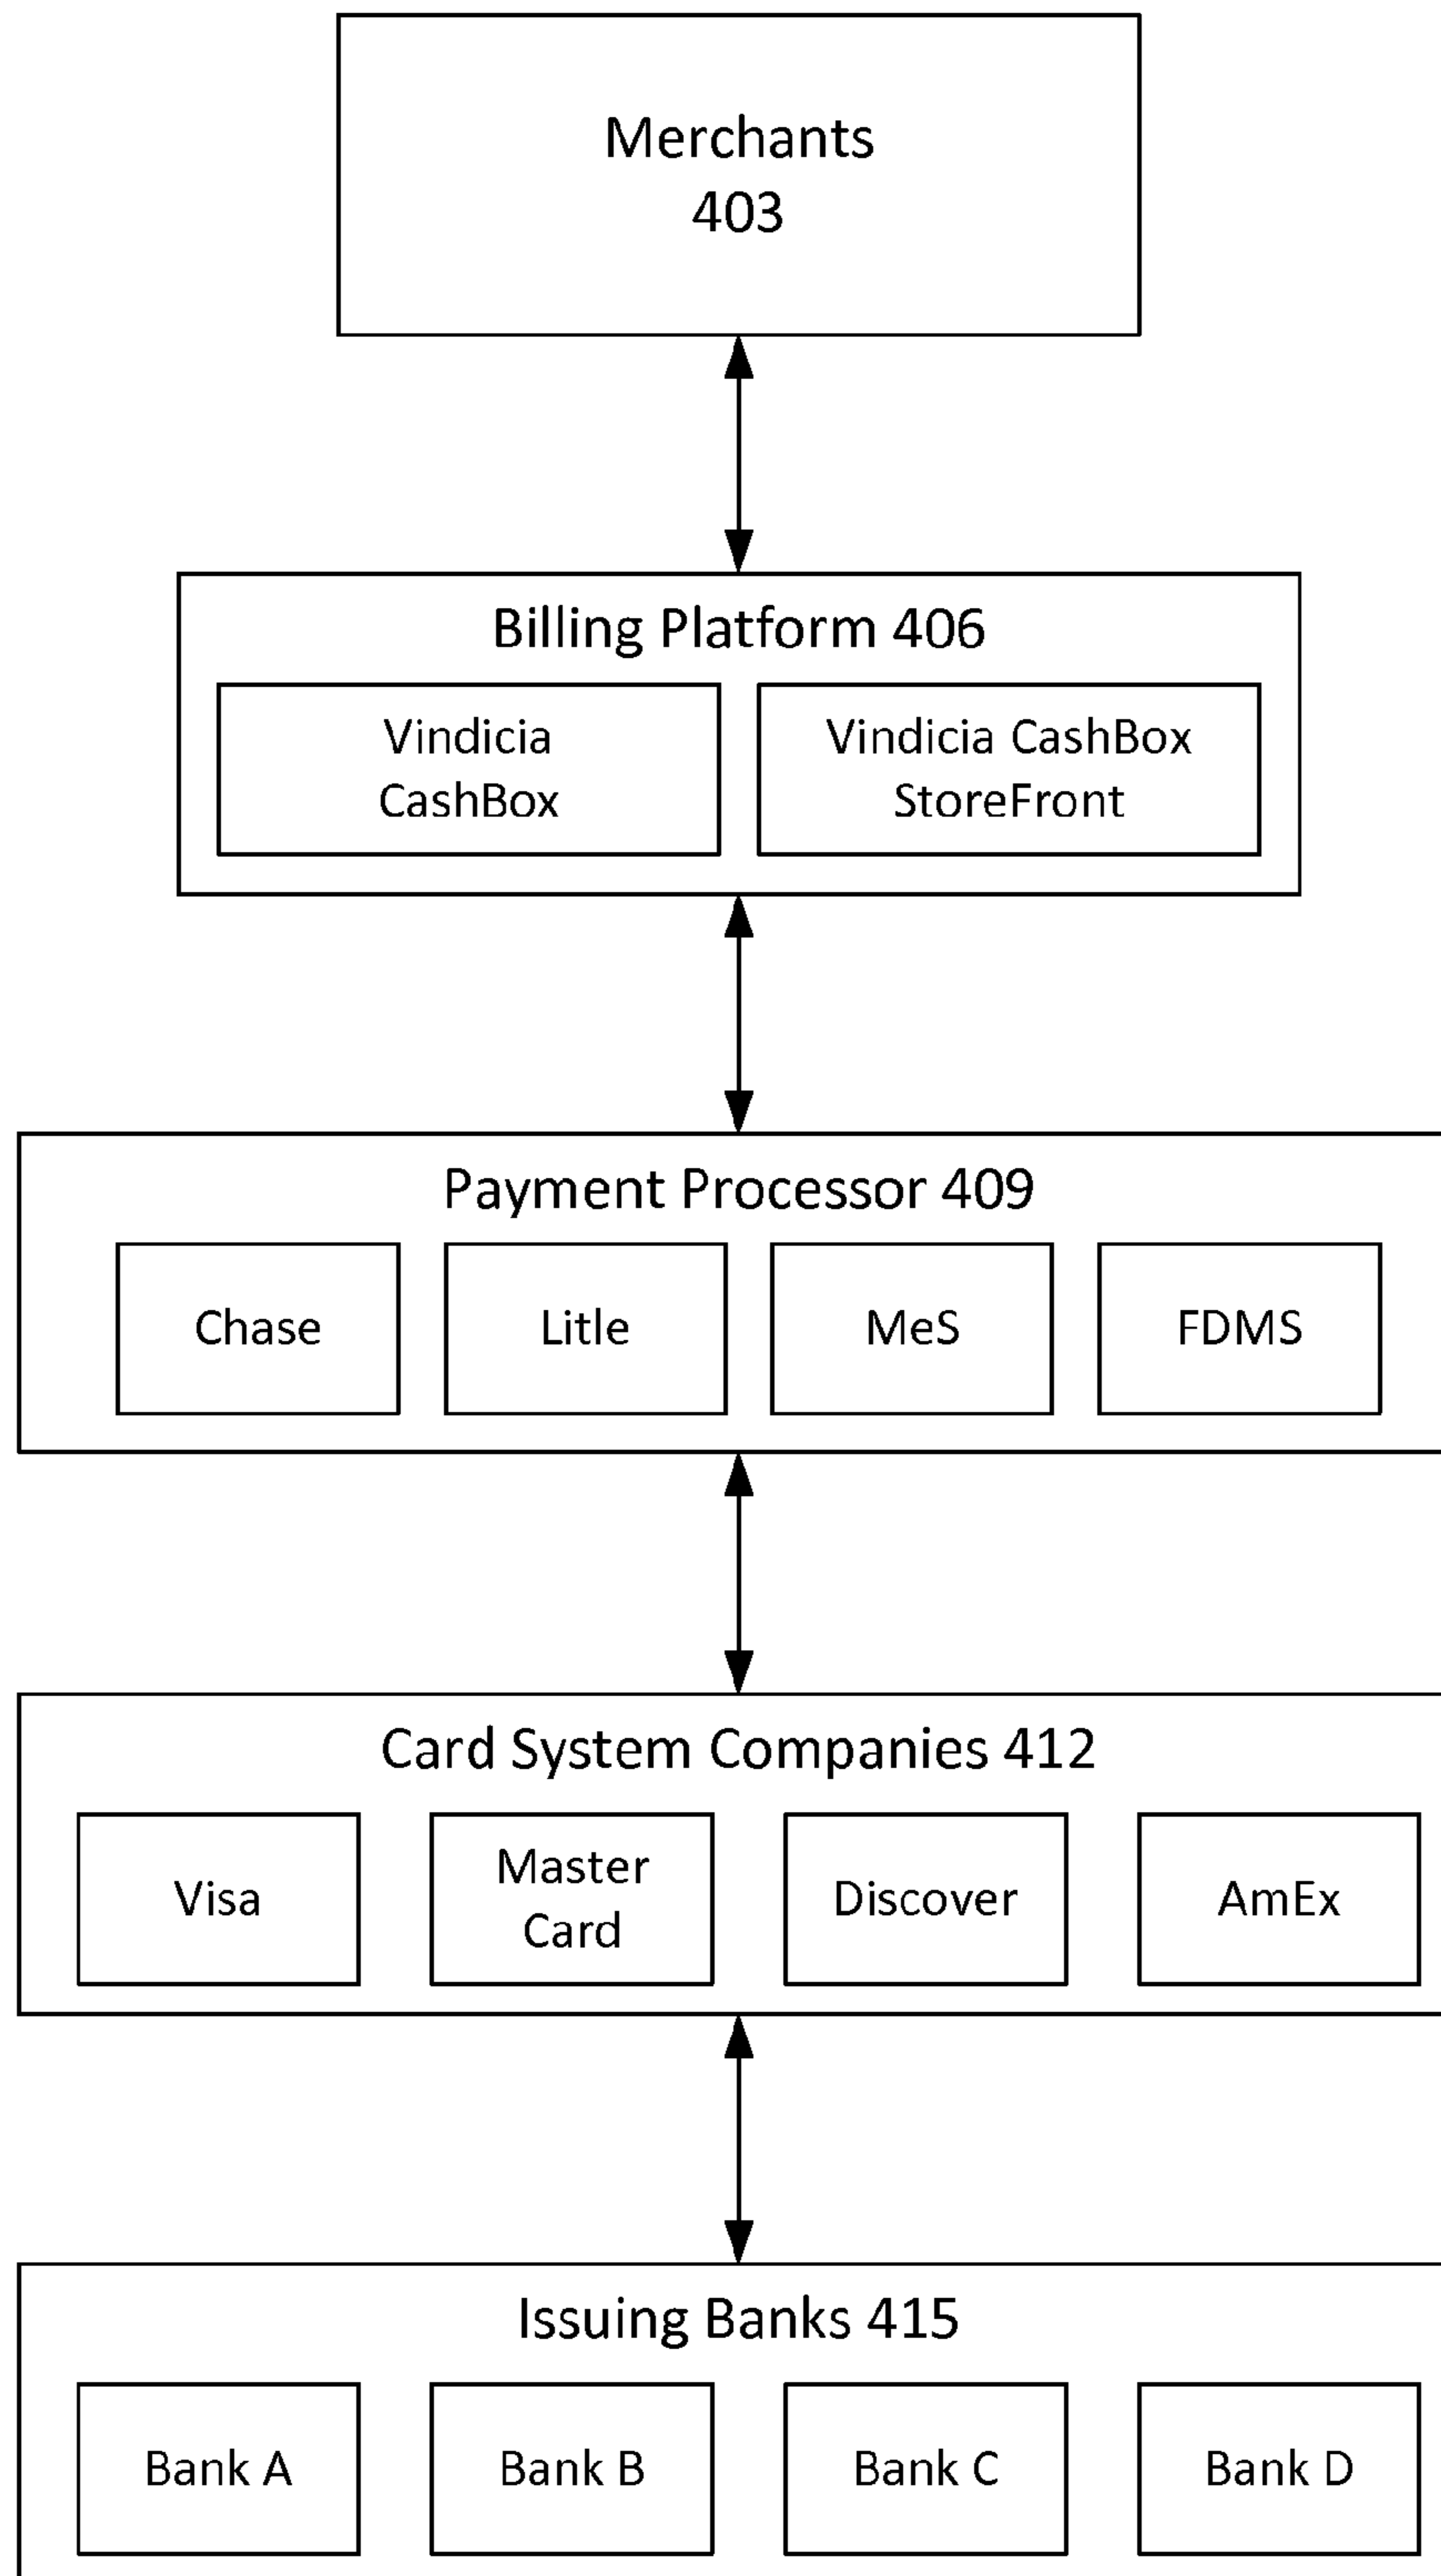 Merchants
403
Billing Platform 406
Vindicia
CashBox
Vindicia CashBox
StoreFront
Payment Processor 409
Chase
Litle
MeS
FDMS
Card System Companies 412
Visa
Master
Card
Discover
AmEx
Issuing Banks 415
Bank A
Bank B
Bank C
Bank D